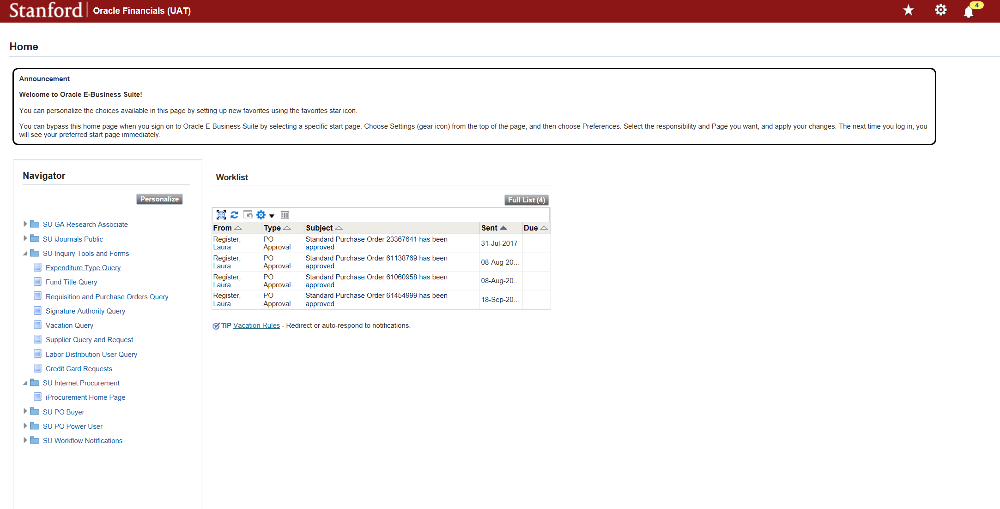 Stanford
Oracle Financials (UAT)
4
Home
Announcement
Welcome to Oracle E-Business Suite!
You can personalize the choices available in this page by setting up new favorites using the favorites star icon.
You can bypass this home page when you sign on to Oracle E-Business Suite by selecting a specific start page. Choose Settings (gear icon) from the top of the page, and then choose Preferences. Select the responsibility and Page you want, and apply your changes. The next time you log in, you
will see your preferred start page immediately.
Navigator
Personalize
SU GA Research Associate
SU iJournals Public
SU Inquiry Tools and Forms
Expenditure Type Query
Fund Title Query
Requisition and Purchase Orders Query
Signature Authority Query
Vacation Query
Supplier Query and Request
Labor Distribution User Query
Credit Card Requests
SU Internet Procurement
iProcurement Home Page
SU PO Buyer
SU PO Power User
SU Workflow Notifications
Worklist
Full List (4)
From Type Subject Sent Due
Register, PO Standard Purchase Order 23367641 has been 31-Jul-2017
Laura Approval approved
Register, PO Standard Purchase Order 61138769 has been 08-Aug-20...
Laura Approval approved
Register, PO Standard Purchase Order 61060958 has been 08-Aug-20...
Laura Approval approved
Register, PO Standard Purchase Order 61454999 has been 18-Sep-20...
Laura Approval approved
TIP Vacation Rules - Redirect or auto-respond to notifications.